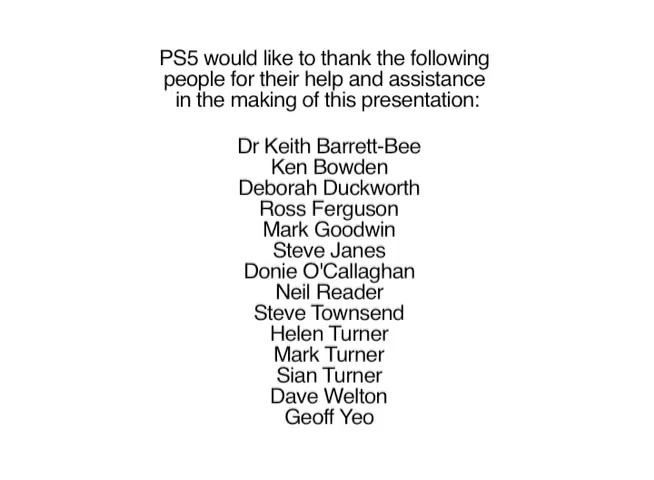 PS5 would like to thank the following
people for their help and assistance
in the making of this presentation:
Dr Keith Barrett-Bee
Ken Bowden
Deborah Duckworth
Ross Ferguson
Mark Goodwin
Steve Janes
Donie O'Callaghan
Neil Reader
Steve Townsend
Helen Turner
Mark Turner
Sian Turner
Dave Welton
Geoff Yeo